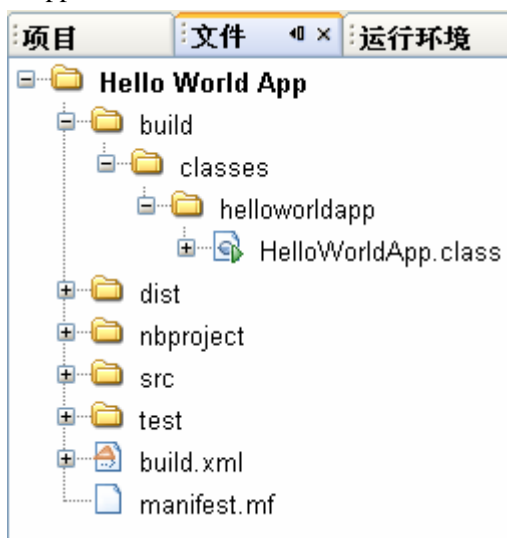 项目 文件 运行环境
Hello World App
build
classes
helloworldapp
HelloWorldApp.class
dist
nbproject
src
test
build.xml
manifest.mf